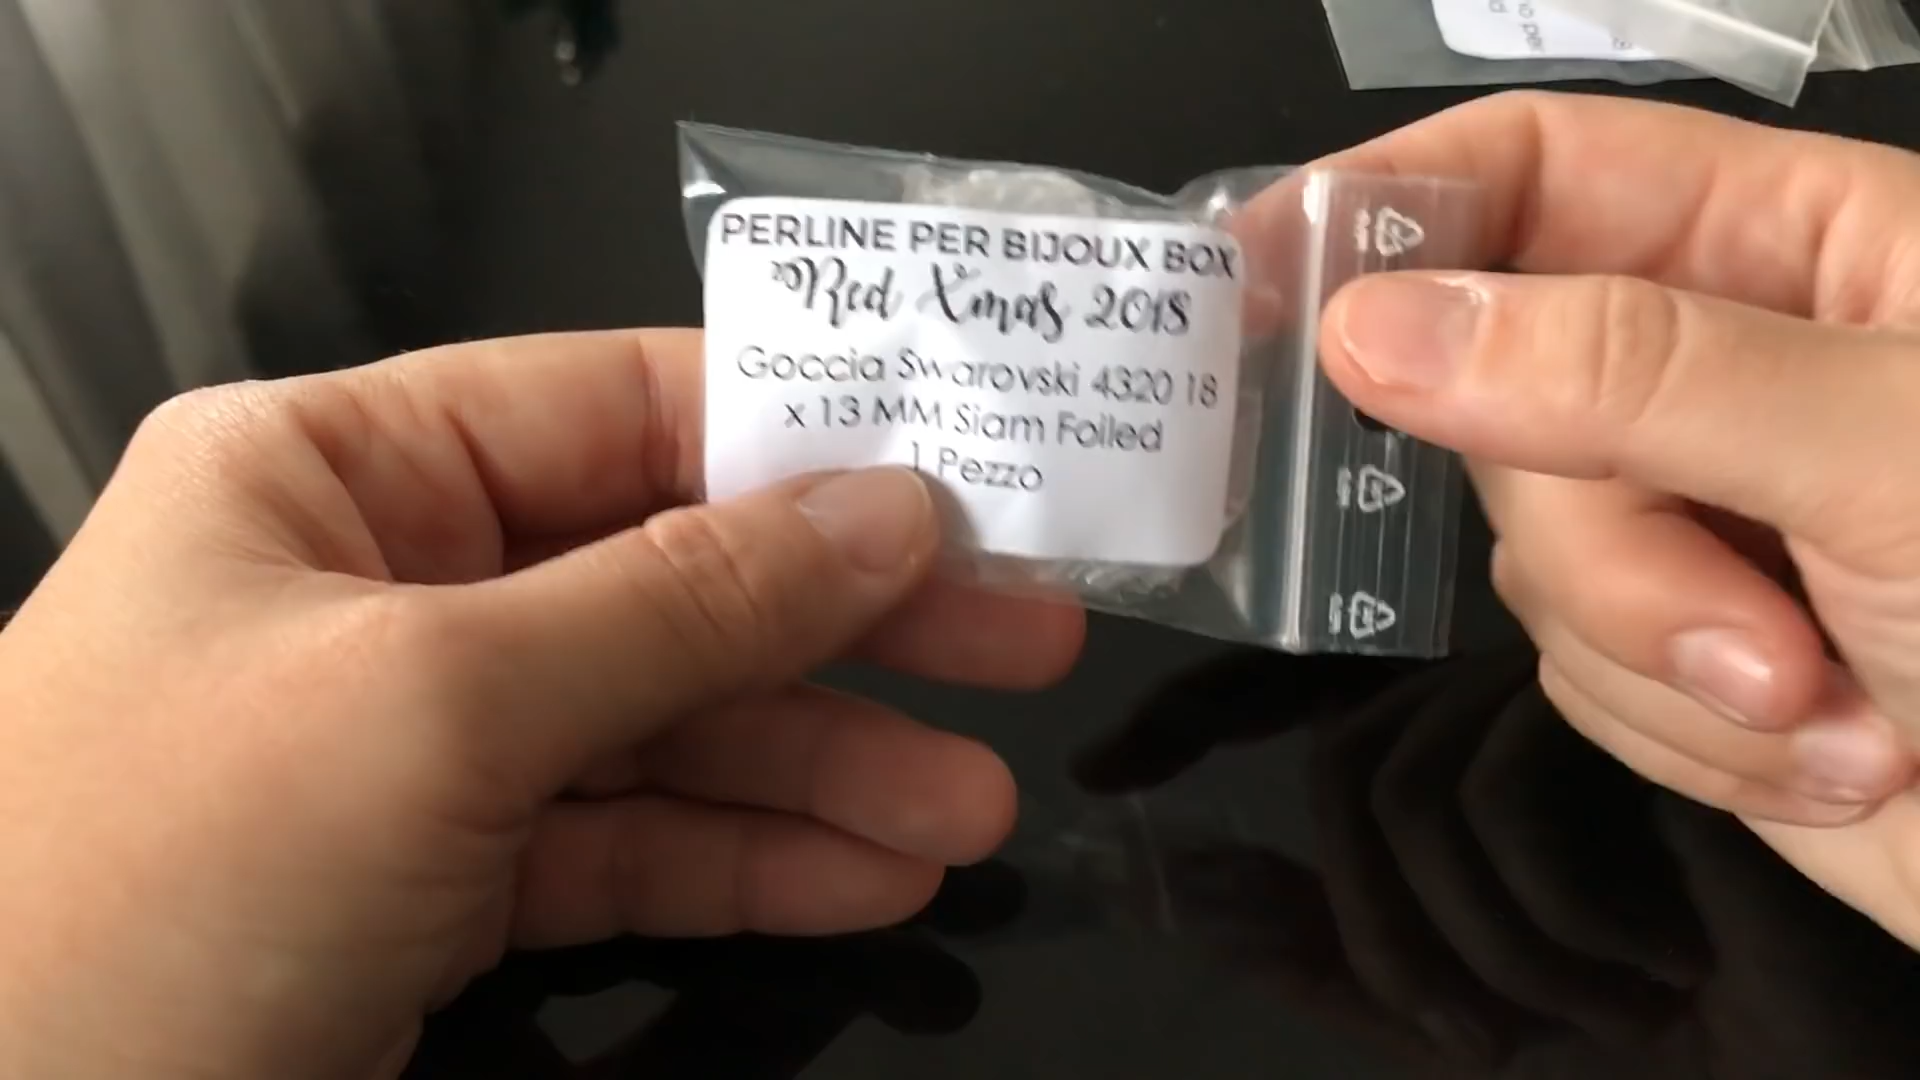 PERLINE PER BIJOUX BOX
Red Xmas 2018
Goccia Swarovski 4320 18
x 13 MM Siam Foiled
1 Pezzo